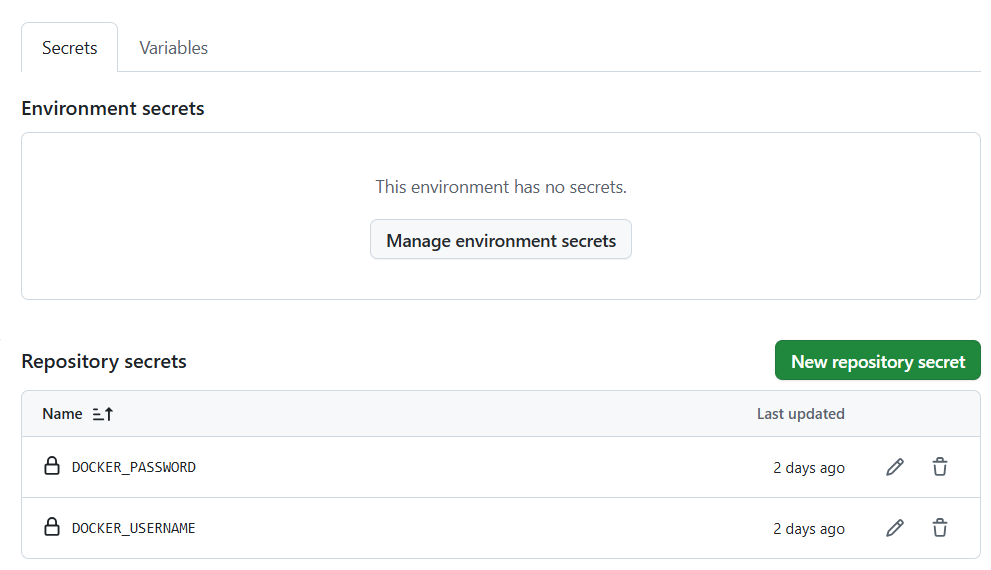 Secrets Variables
Environment secrets
This environment has no secrets.
Manage environment secrets
Repository secrets New repository secret
Name Last updated
DOCKER_PASSWORD 2 days ago
DOCKER_USERNAME 2 days ago